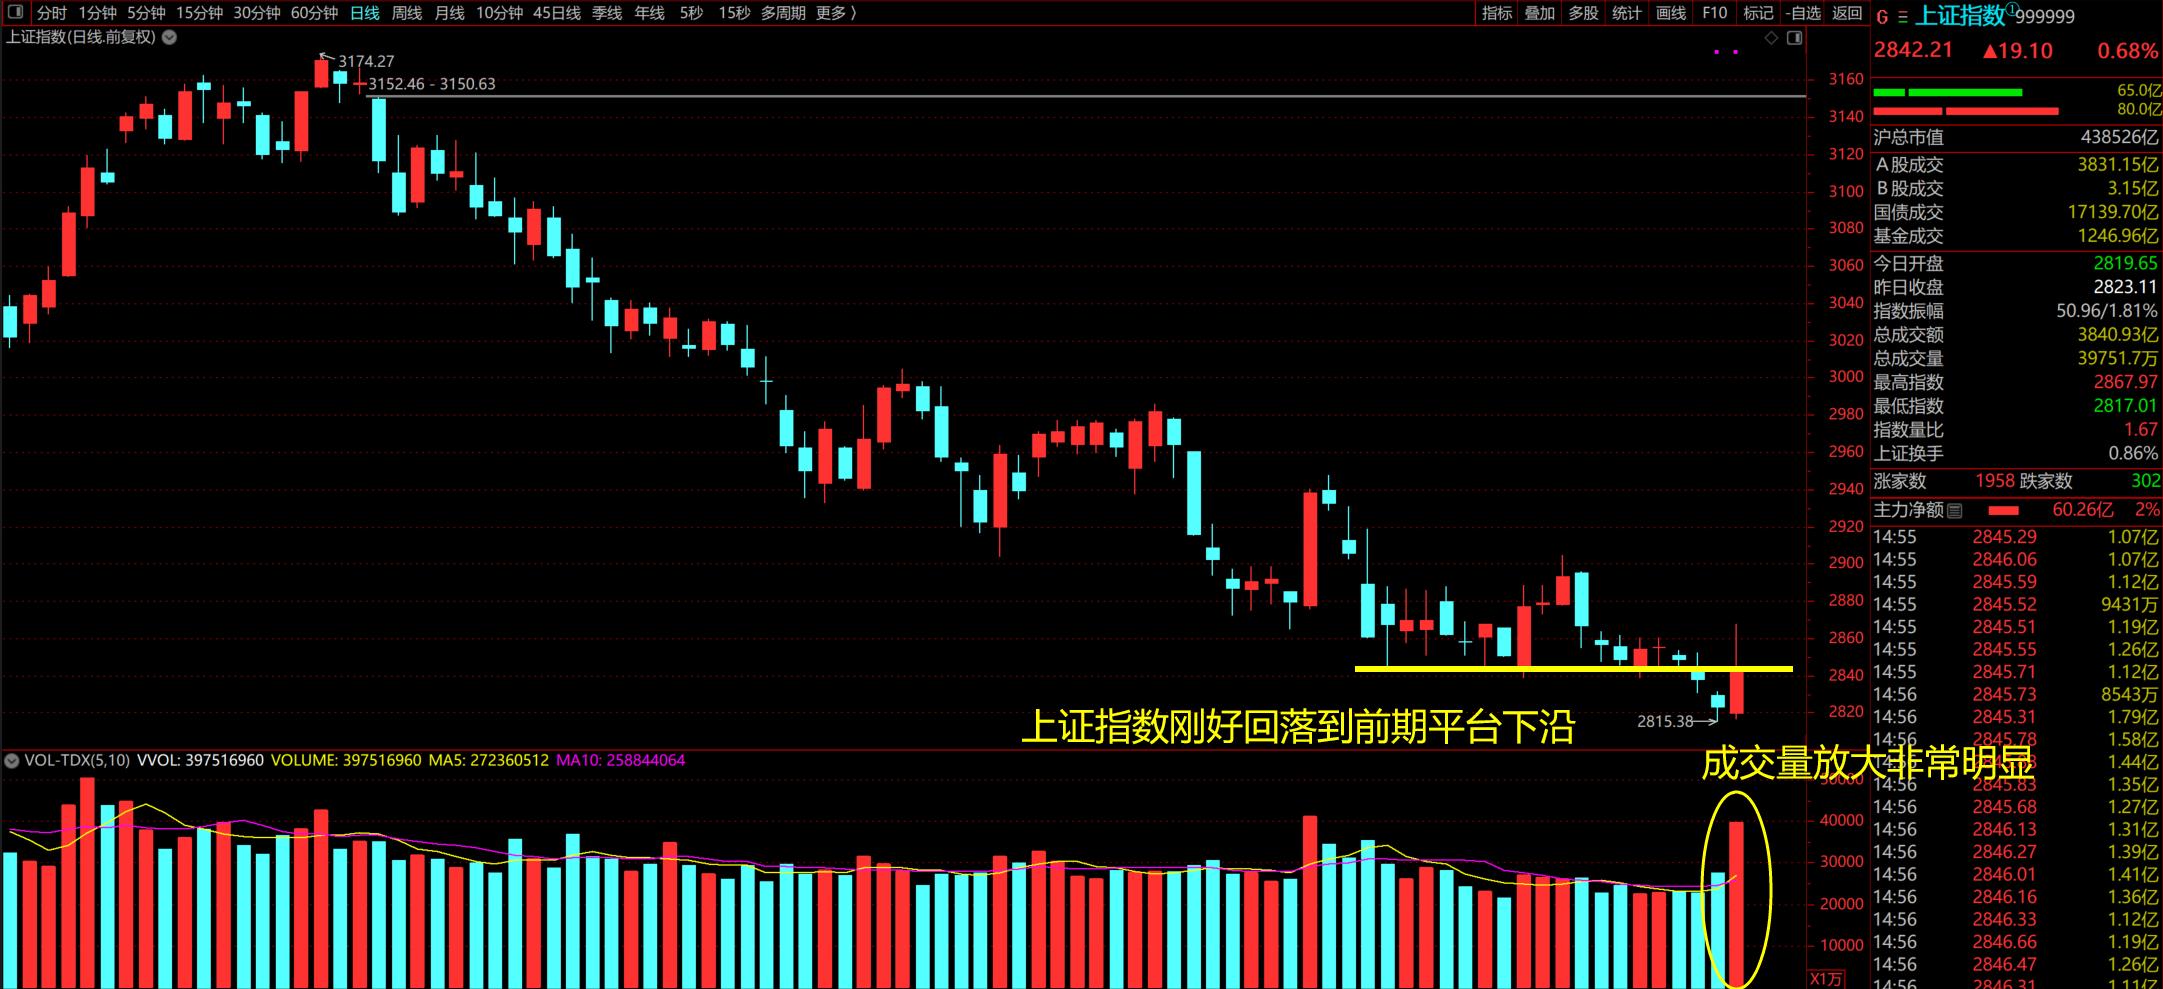 分时 1分钟 5分钟 15分钟 30分钟 60分钟 日线 周线 月线 10分钟 45日线 季线 年线 5秒 15秒 多周期 更多 〉 指标 叠加 多股 统计 画线 F10 标记 -自选 返回
G 上证指数① 999999
上证指数(日线.前复权)
2842.21 ▲19.10 0.68%
3174.27
3152.46 - 3150.63
2815.38
上证指数刚好回落到前期平台下沿
3160
3140
3120
3100
3080
3060
3040
3020
3000
2980
2960
2940
2920
2900
2880
2860
2840
2820
VOL-TDX(5,10) VVOL: 397516960 VOLUME: 397516960 MA5: 272360512 MA10: 258844064
成交量放大非常明显
50000
40000
30000
20000
10000
X1万
65.0亿
80.0亿
沪总市值 438526亿
A股成交 3831.15亿
B股成交 3.15亿
国债成交 17139.70亿
基金成交 1246.96亿
今日开盘 2819.65
昨日收盘 2823.11
指数振幅 50.96/1.81%
总成交额 3840.93亿
总成交量 39751.7万
最高指数 2867.97
最低指数 2817.01
指数量比 1.67
上证换手 0.86%
涨家数 1958 跌家数 302
主力净额 60.26亿 2%
14:55 2845.29 1.07亿
14:55 2846.06 1.07亿
14:55 2845.59 1.12亿
14:55 2845.52 9431万
14:55 2845.51 1.19亿
14:55 2845.55 1.26亿
14:55 2845.71 1.12亿
14:56 2845.73 8543万
14:56 2845.31 1.79亿
14:56 2845.78 1.58亿
1.44亿
14:56 2845.83 1.35亿
14:56 2845.68 1.27亿
14:56 2846.13 1.31亿
14:56 2846.27 1.39亿
14:56 2846.01 1.41亿
14:56 2846.16 1.36亿
14:56 2846.33 1.12亿
14:56 2846.66 1.19亿
14:56 2846.47 1.26亿
14:56 2846.31 1.11亿